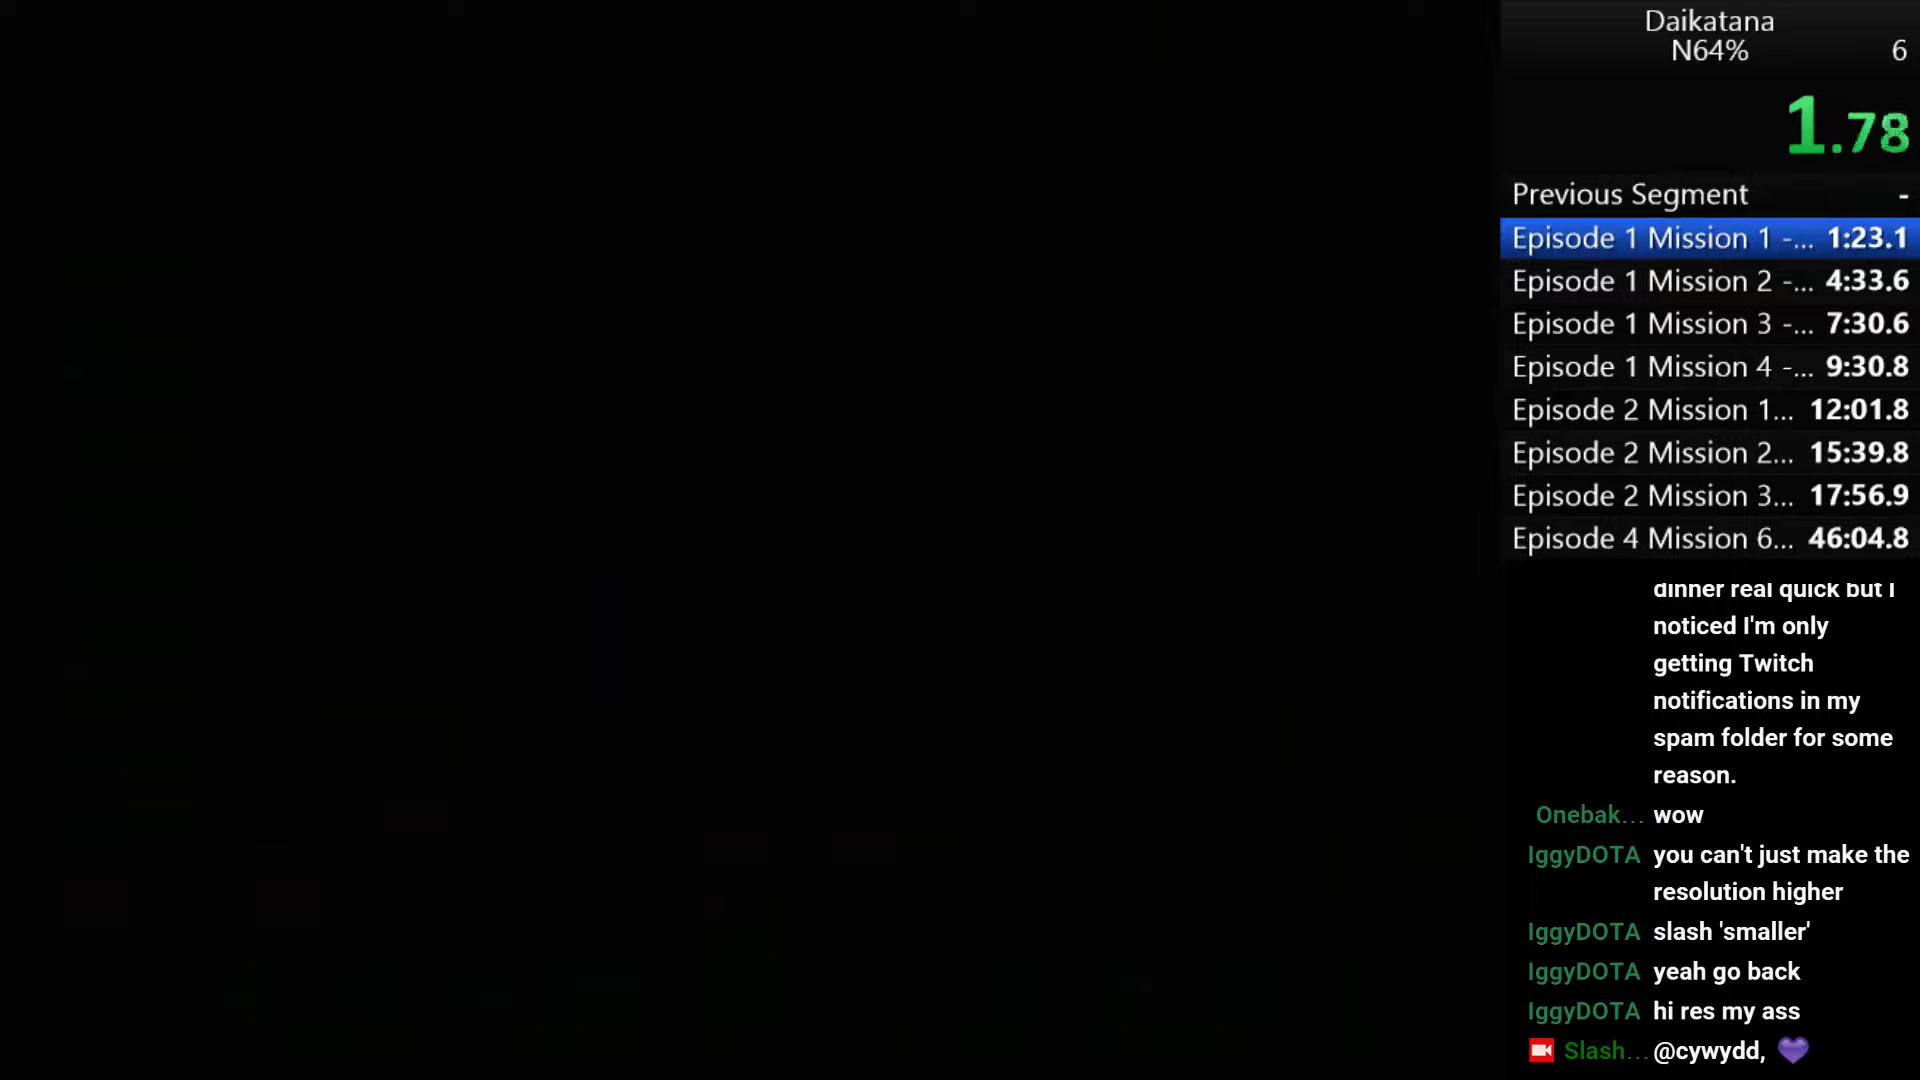 Daikatana
N64% 6
1.78
Previous Segment -
Episode 1 Mission 1 -... 1:23.1
Episode 1 Mission 2 -... 4:33.6
Episode 1 Mission 3 -... 7:30.6
Episode 1 Mission 4 -... 9:30.8
Episode 2 Mission 1... 12:01.8
Episode 2 Mission 2... 15:39.8
Episode 2 Mission 3... 17:56.9
Episode 4 Mission 6... 46:04.8
dinner real quick but I
noticed I'm only
getting Twitch
notifications in my
spam folder for some
reason.
Onebak... wow
IggyDOTA you can't just make the
resolution higher
IggyDOTA slash 'smaller'
IggyDOTA yeah go back
IggyDOTA hi res my ass
Slash... @cywydd, 💜